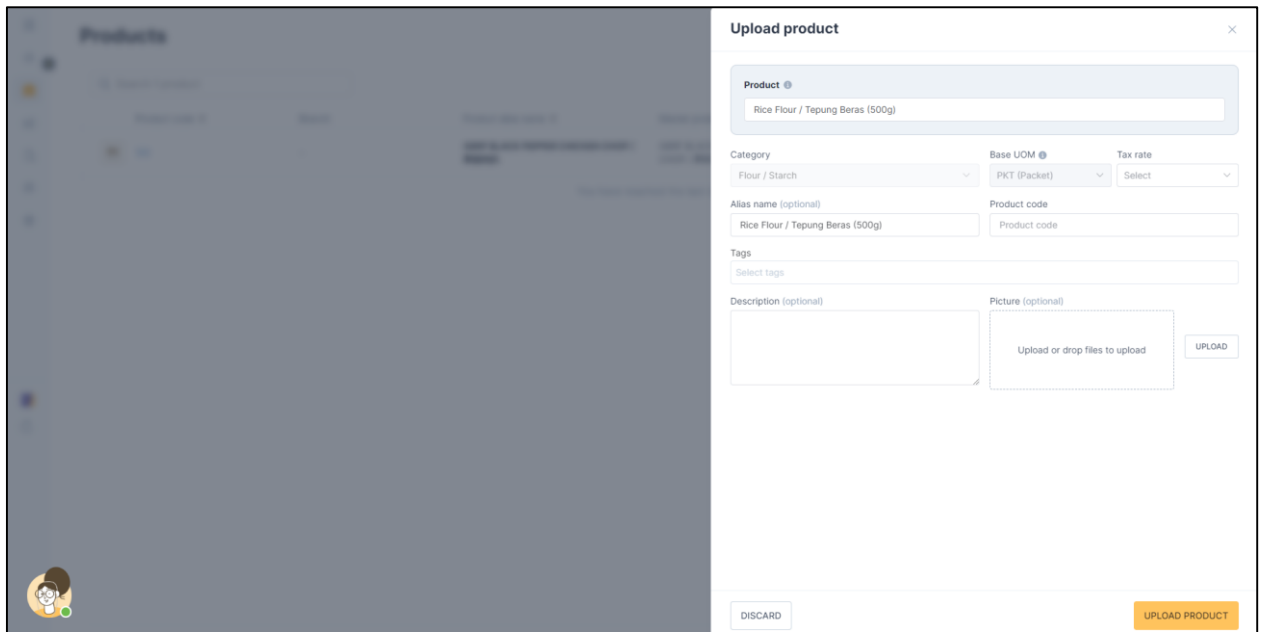 Products
Upload product
Product
Rice Flour / Tepung Beras (500g)
Category
Base UOM
Tax rate
Flour / Starch
PKT (Packet)
Select
Alias name (optional)
Product code
Rice Flour / Tepung Beras (500g)
Product code
Tags
Select tags
Description (optional)
Picture (optional)
Upload or drop files to upload
UPLOAD
DISCARD
UPLOAD PRODUCT